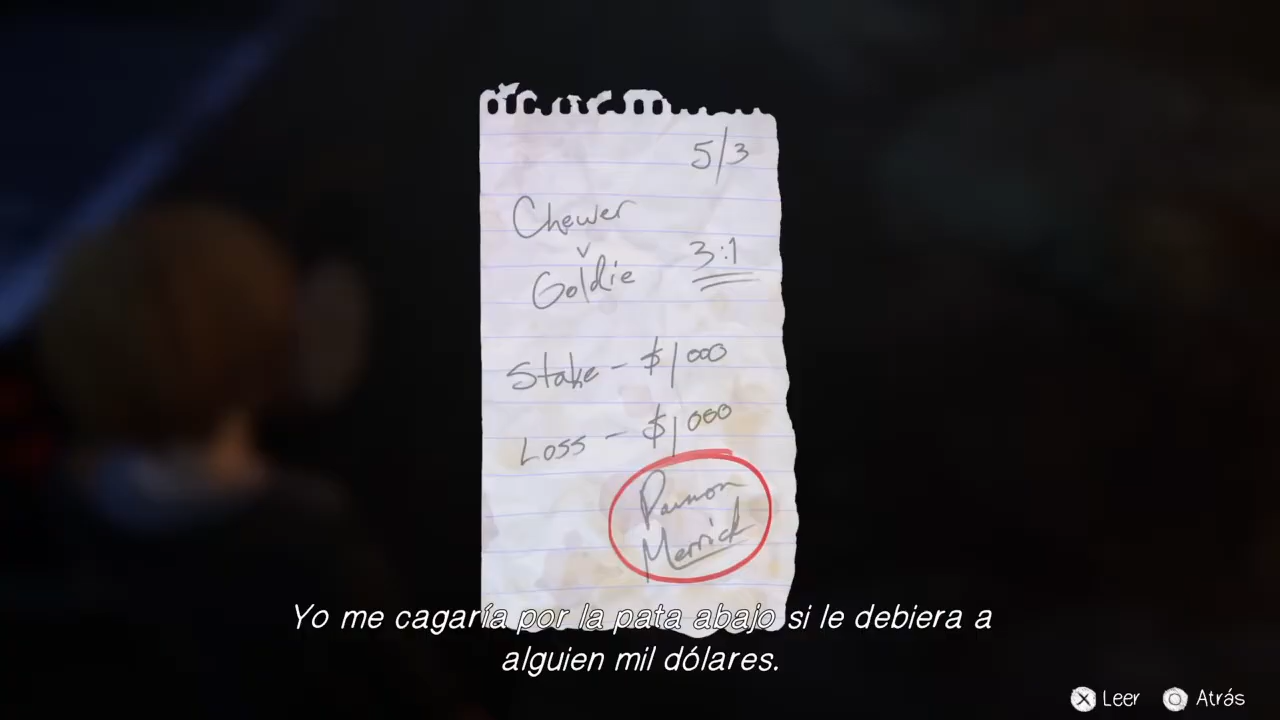 5/3
Chewer
v
Goldie 3:1
Stake - $1000
Loss - $1000
Damon
Merrick
Yo me cagaría por la pata abajo si le debiera a
alguien mil dólares.
Leer Atrás